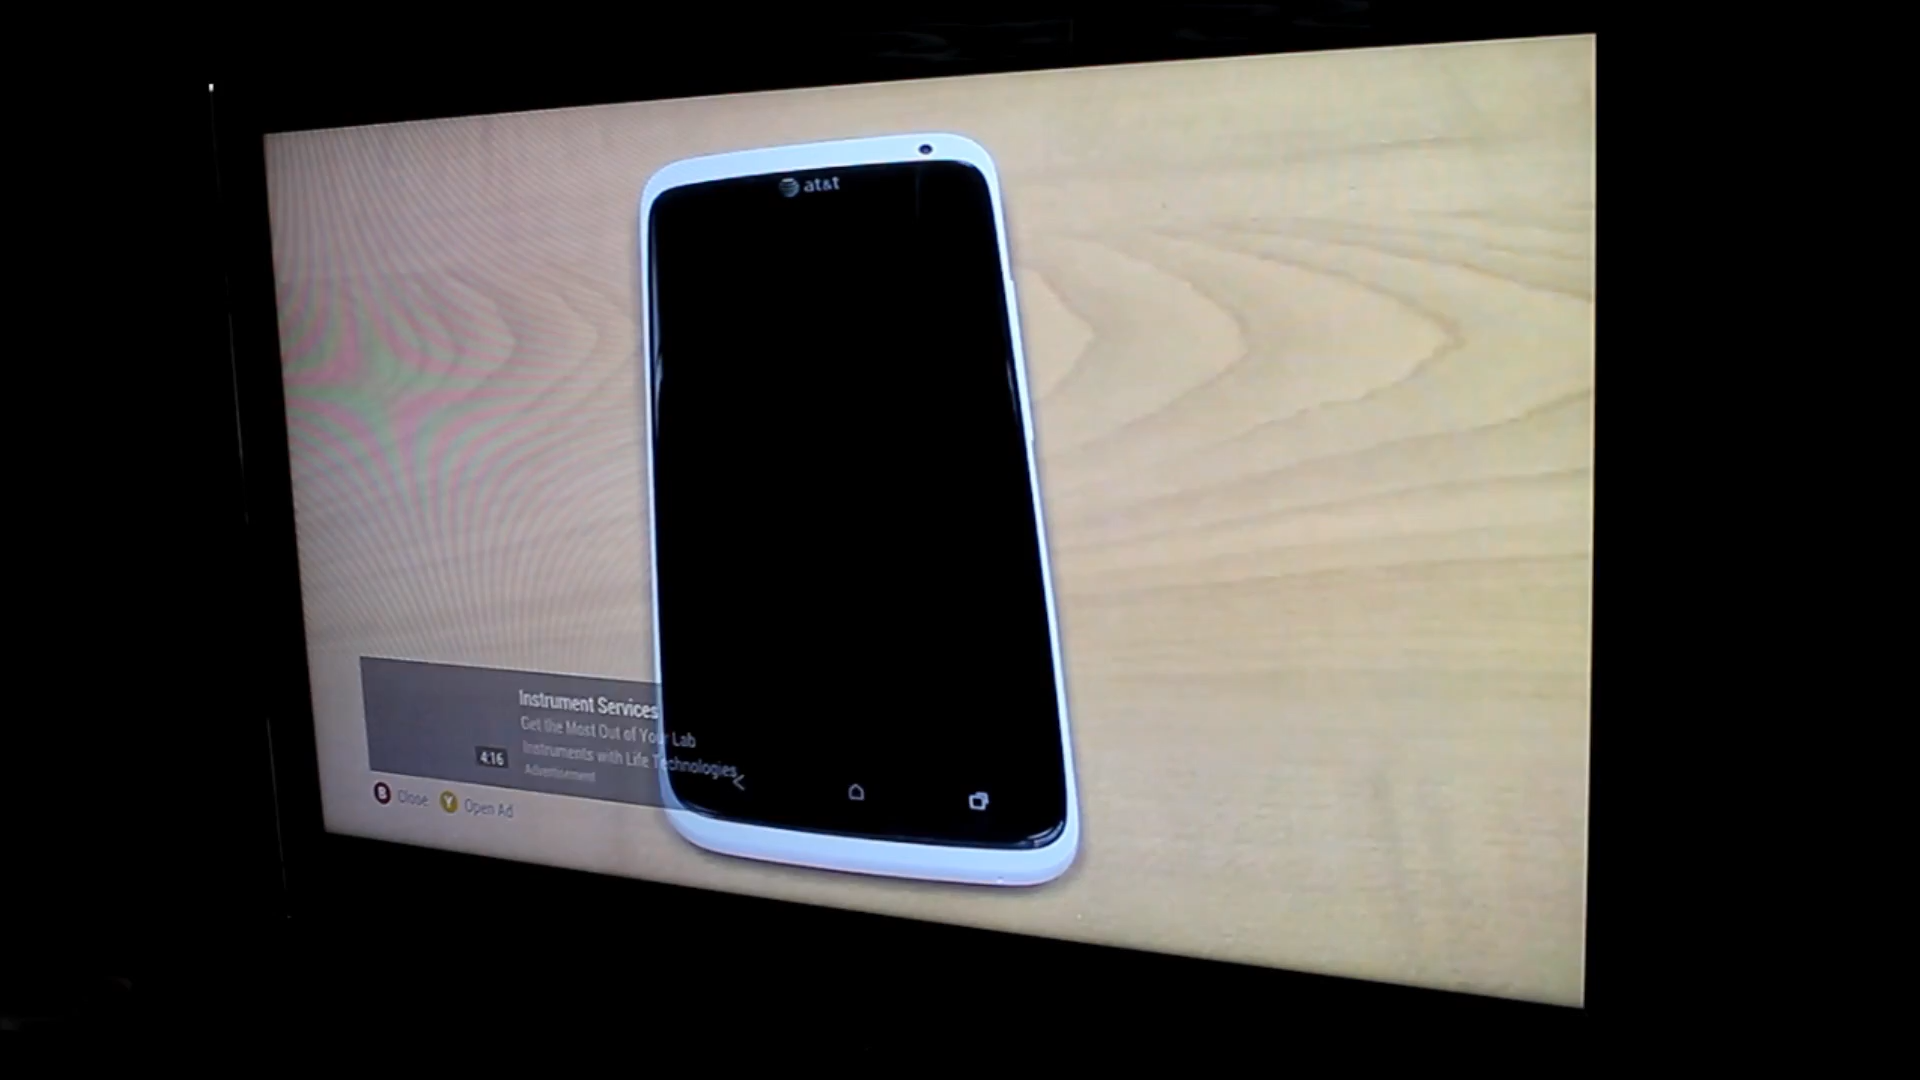 at&t
Instrument Services
Get the Most Out of Your Lab
Instruments with Life Technologies
Advertisement
4:16
B Close Y Open Ad